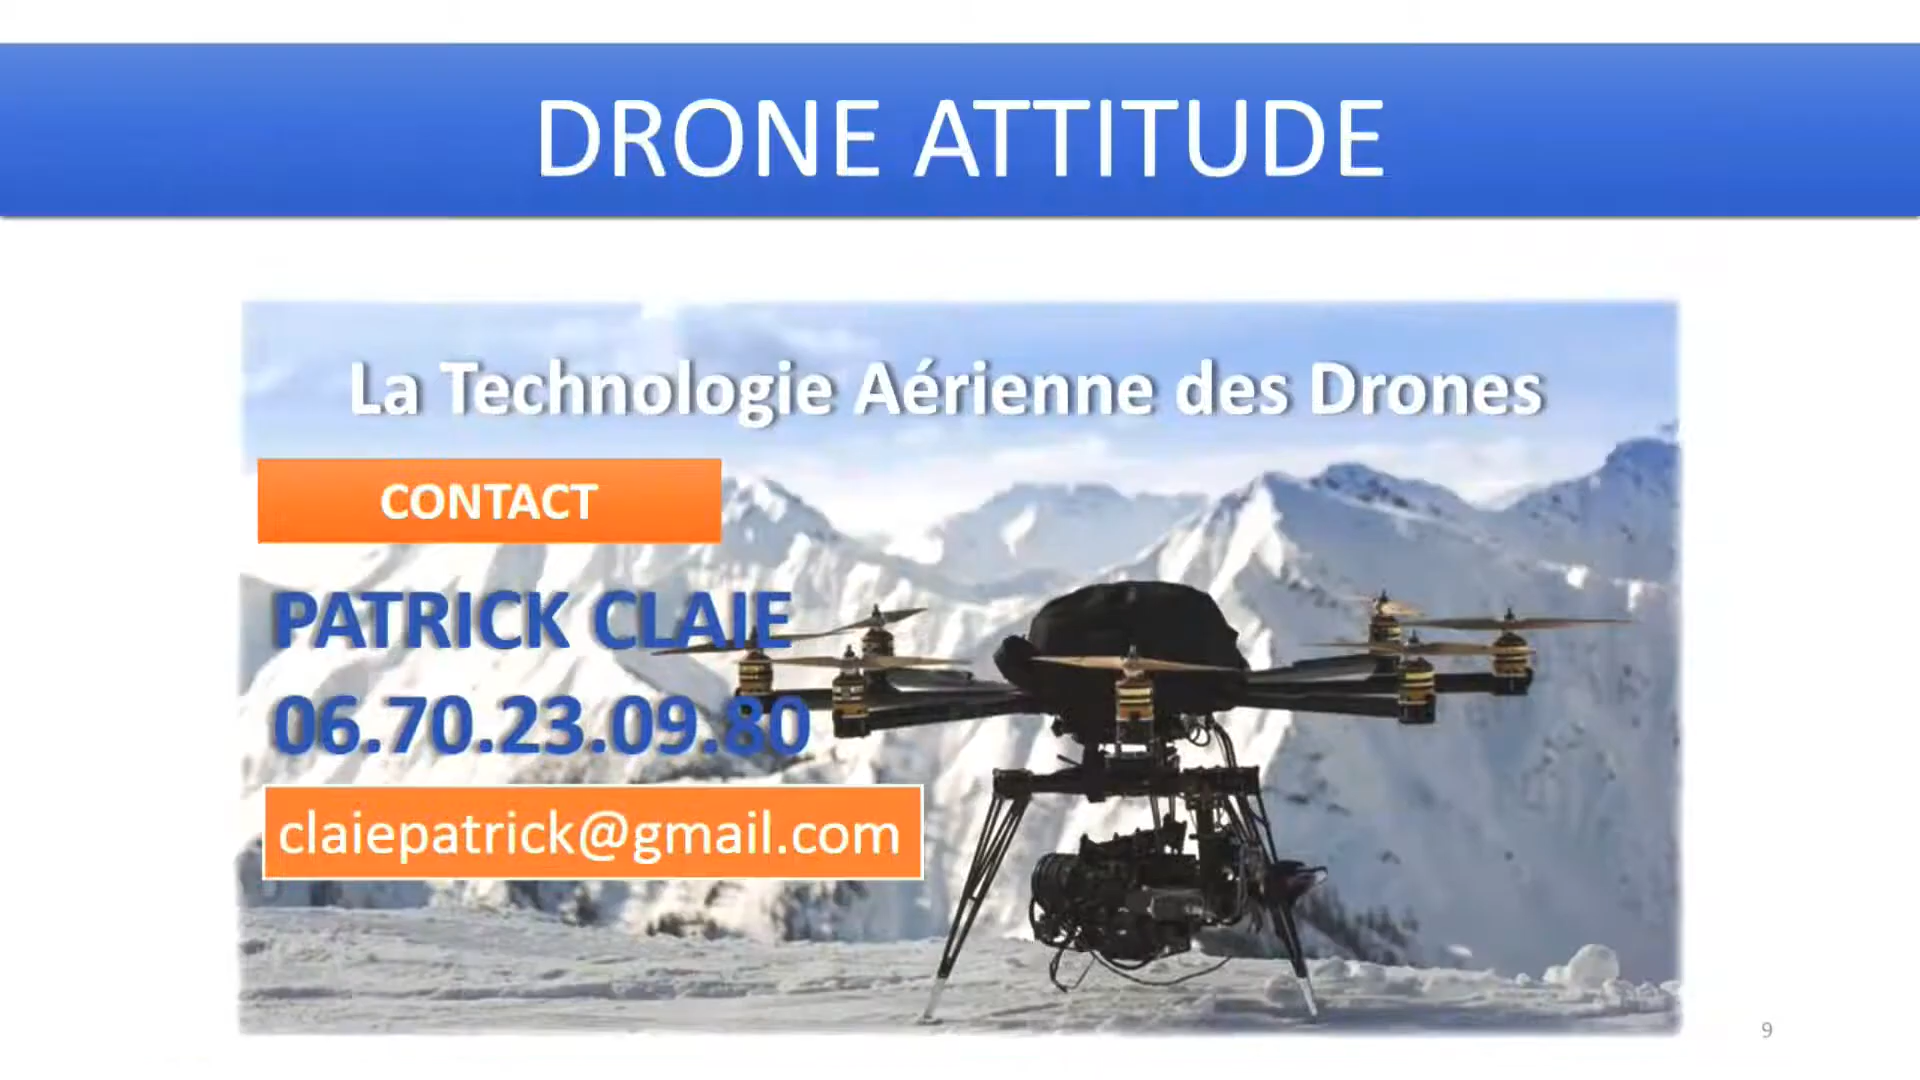 DRONE ATTITUDE
La Technologie Aérienne des Drones
CONTACT
PATRICK CLAIE
06.70.23.09.80
claiepatrick@gmail.com
9